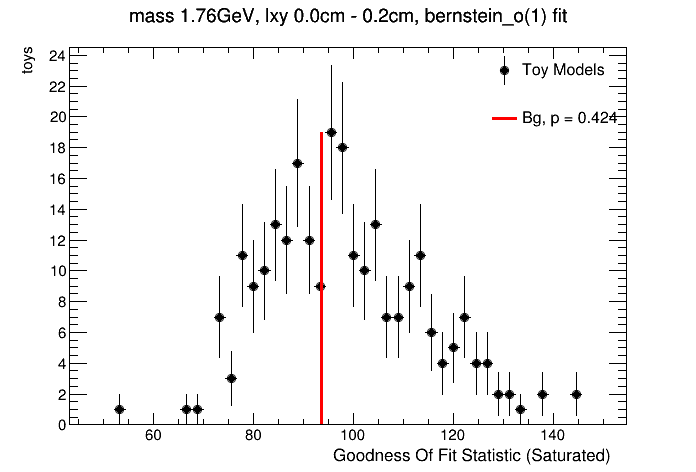 mass 1.76GeV, lxy 0.0cm - 0.2cm, bernstein_o(1) fit
toys
24
22
20
18
16
14
12
10
8
6
4
2
0
Toy Models
Bg, p = 0.424
60 80 100 120 140
Goodness Of Fit Statistic (Saturated)